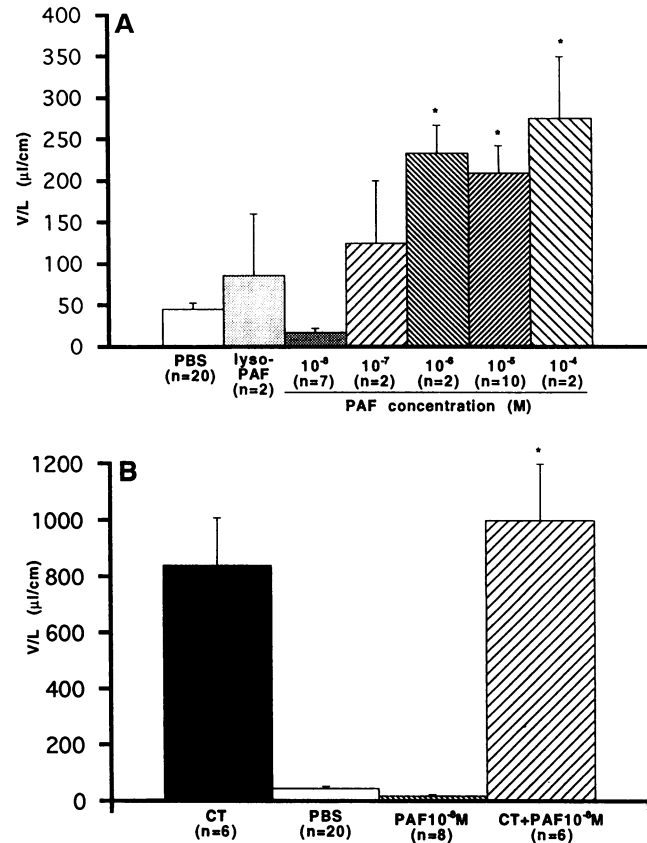 A
400
350
300
250
200
150
100
50
0
V/L (µl/cm)
*
*
*
PBS
(n=20)
lyso-
PAF
(n=2)
10⁻⁸
(n=7)
10⁻⁷
(n=2)
10⁻⁶
(n=2)
10⁻⁵
(n=10)
10⁻⁴
(n=2)
PAF concentration (M)
B
1200
1000
800
600
400
200
0
V/L (µl/cm)
*
CT
(n=6)
PBS
(n=20)
PAF10⁻⁸M
(n=8)
CT+PAF10⁻⁸M
(n=6)